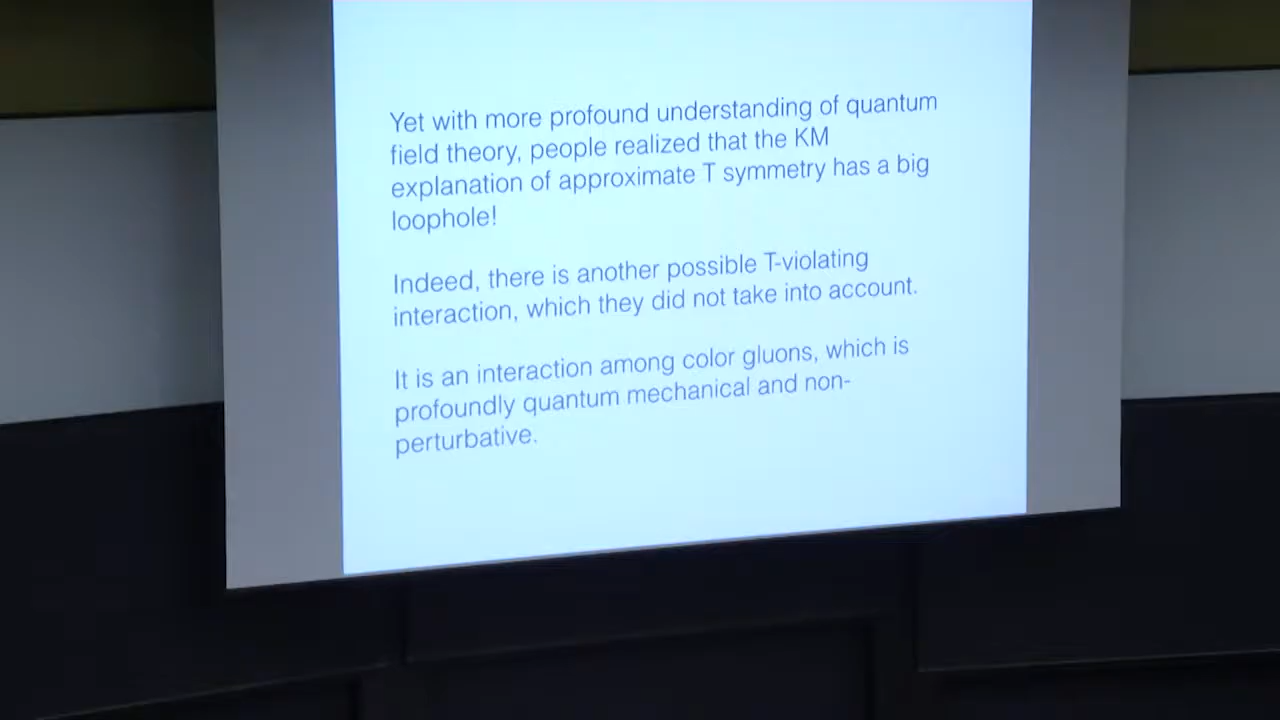 Yet with more profound understanding of quantum
field theory, people realized that the KM
explanation of approximate T symmetry has a big
loophole!
Indeed, there is another possible T-violating
interaction, which they did not take into account.
It is an interaction among color gluons, which is
profoundly quantum mechanical and non-
perturbative.